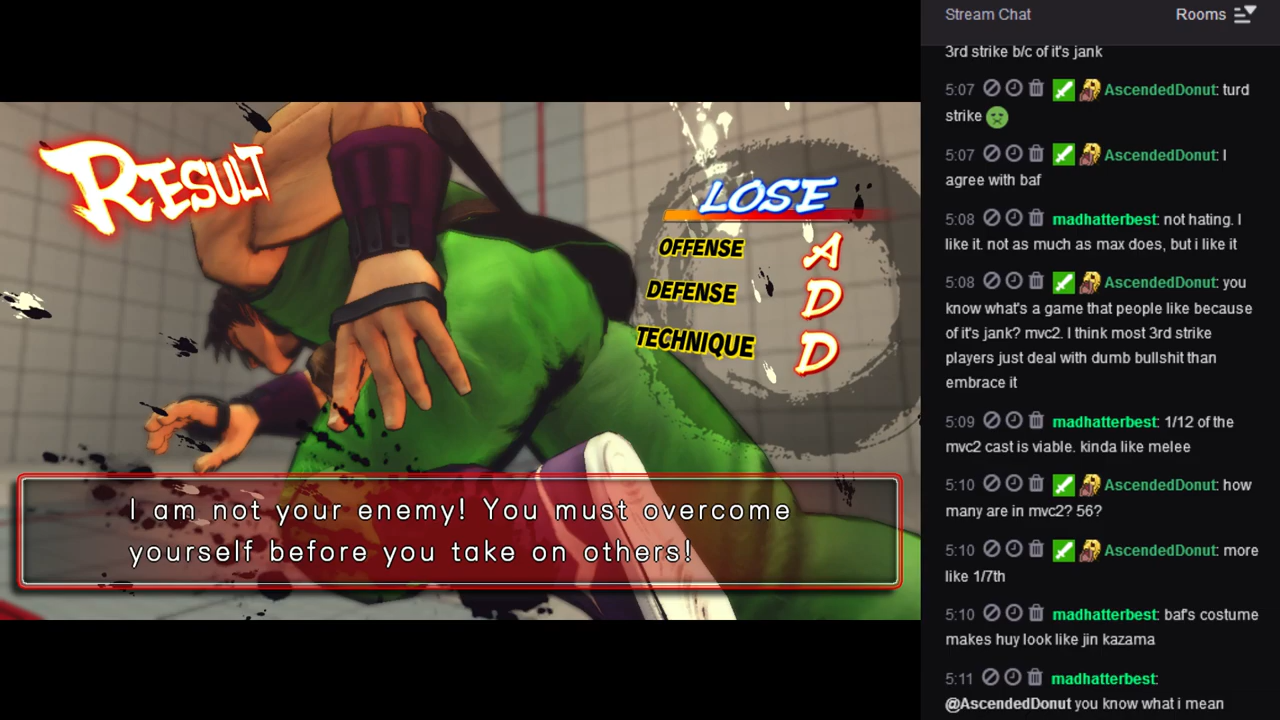 RESULT
LOSE
OFFENSE A
DEFENSE D
TECHNIQUE D
I am not your enemy! You must overcome
yourself before you take on others!
Stream Chat Rooms
3rd strike b/c of it's jank
5:07 AscendedDonut: turd
strike
5:07 AscendedDonut: I
agree with baf
5:08 madhatterbest: not hating. I
like it. not as much as max does, but i like it
5:08 AscendedDonut: you
know what's a game that people like because
of it's jank? mvc2. I think most 3rd strike
players just deal with dumb bullshit than
embrace it
5:09 madhatterbest: 1/12 of the
mvc2 cast is viable. kinda like melee
5:10 AscendedDonut: how
many are in mvc2? 56?
5:10 AscendedDonut: more
like 1/7th
5:10 madhatterbest: baf's costume
makes huy look like jin kazama
5:11 madhatterbest:
@AscendedDonut you know what i mean